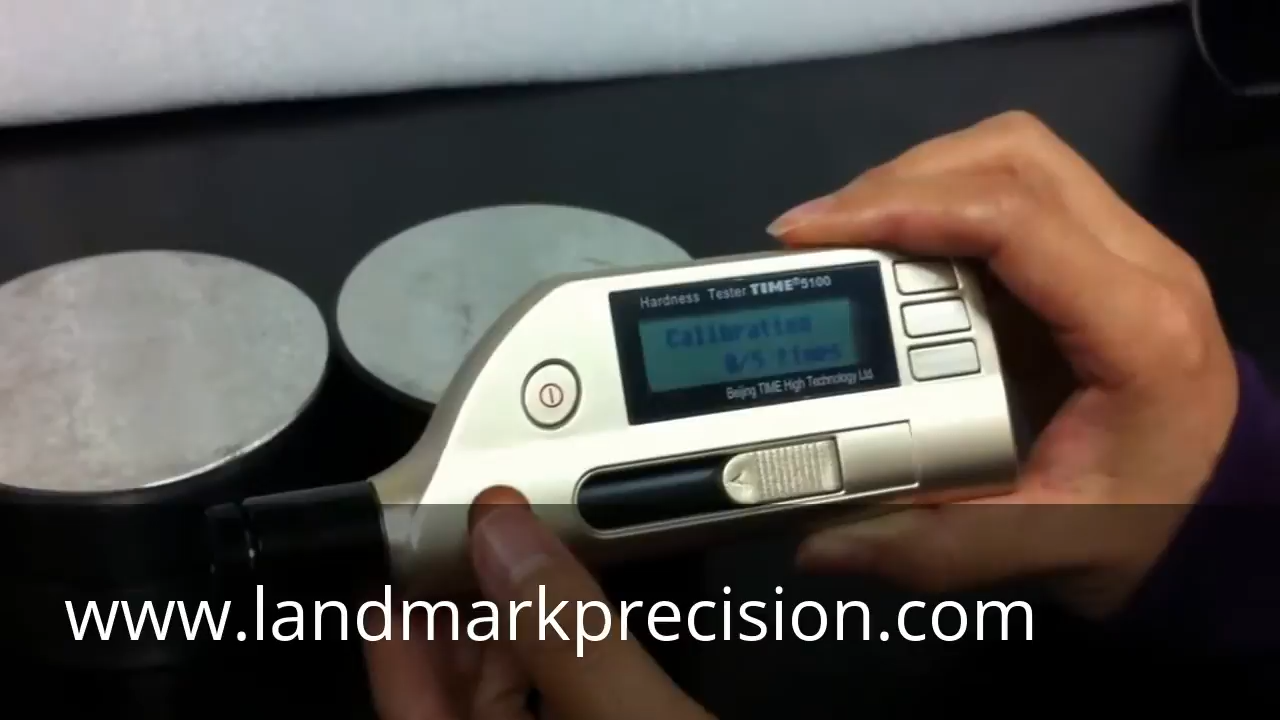 Hardness Tester TIME®5100
Calibration
0/5 times
Beijing TIME High Technology Ltd.
www.landmarkprecision.com